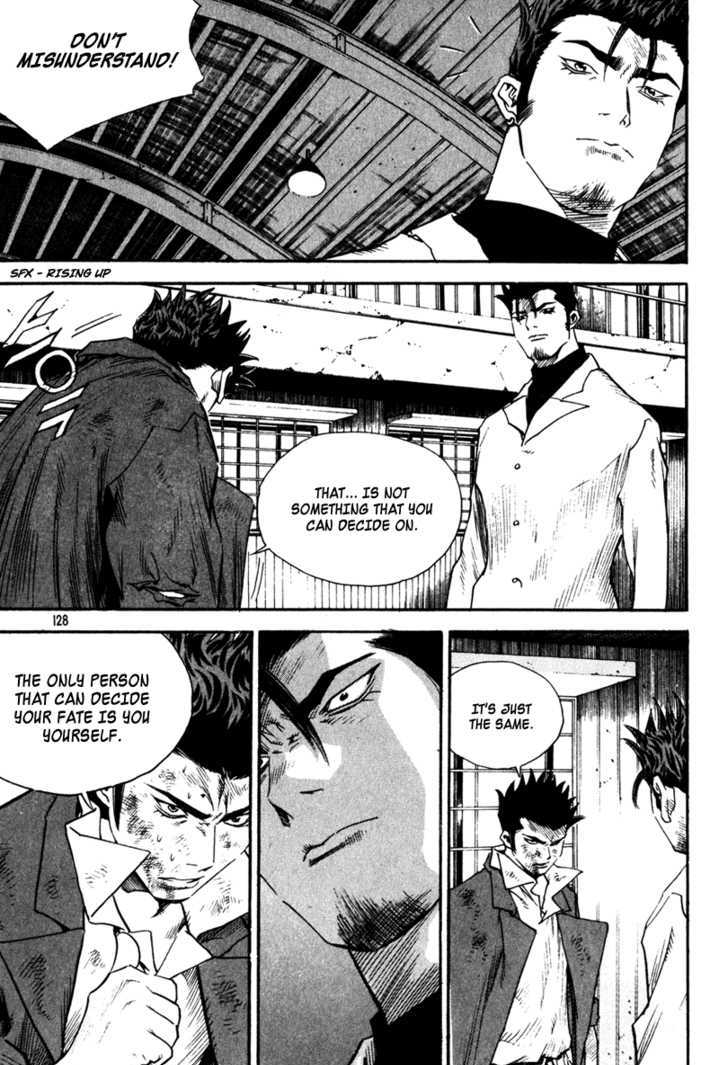 DON'T
MISUNDERSTAND!
SFX - RISING UP
THAT... IS NOT
SOMETHING THAT YOU
CAN DECIDE ON.
128
THE ONLY PERSON
THAT CAN DECIDE
YOUR FATE IS YOU
YOURSELF.
IT'S JUST
THE SAME.